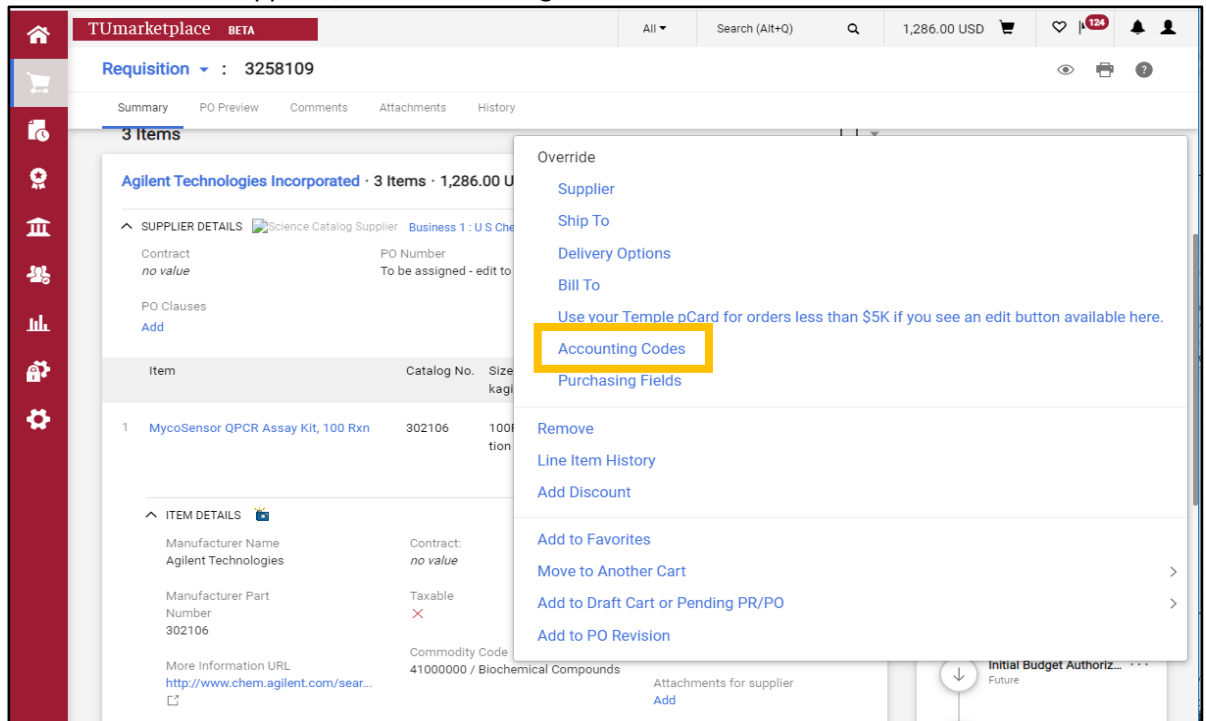 TUmarketplace BETA
All
Search (Alt+Q)
1,286.00 USD
124
Requisition : 3258109
Summary
PO Preview
Comments
Attachments
History
3 Items
Agilent Technologies Incorporated · 3 Items · 1,286.00 U
SUPPLIER DETAILS
Science Catalog Supplier
Business 1 : U S Che
Contract
no value
PO Number
To be assigned - edit to
PO Clauses
Add
Item
Catalog No.
Size
kagi
1
MycoSensor QPCR Assay Kit, 100 Rxn
302106
tion
ITEM DETAILS
Manufacturer Name
Agilent Technologies
Contract:
no value
Manufacturer Part
Number
302106
Taxable
More Information URL
http://www.chem.agilent.com/sear...
Commodity Code
41000000 / Biochemical Compounds
Attachments for supplier
Add
Override
Supplier
Ship To
Delivery Options
Bill To
Use your Temple pCard for orders less than $5K if you see an edit button available here.
Accounting Codes
Purchasing Fields
Remove
Line Item History
Add Discount
Add to Favorites
Move to Another Cart
Add to Draft Cart or Pending PR/PO
Add to PO Revision
Initial Budget Authoriz...
Future